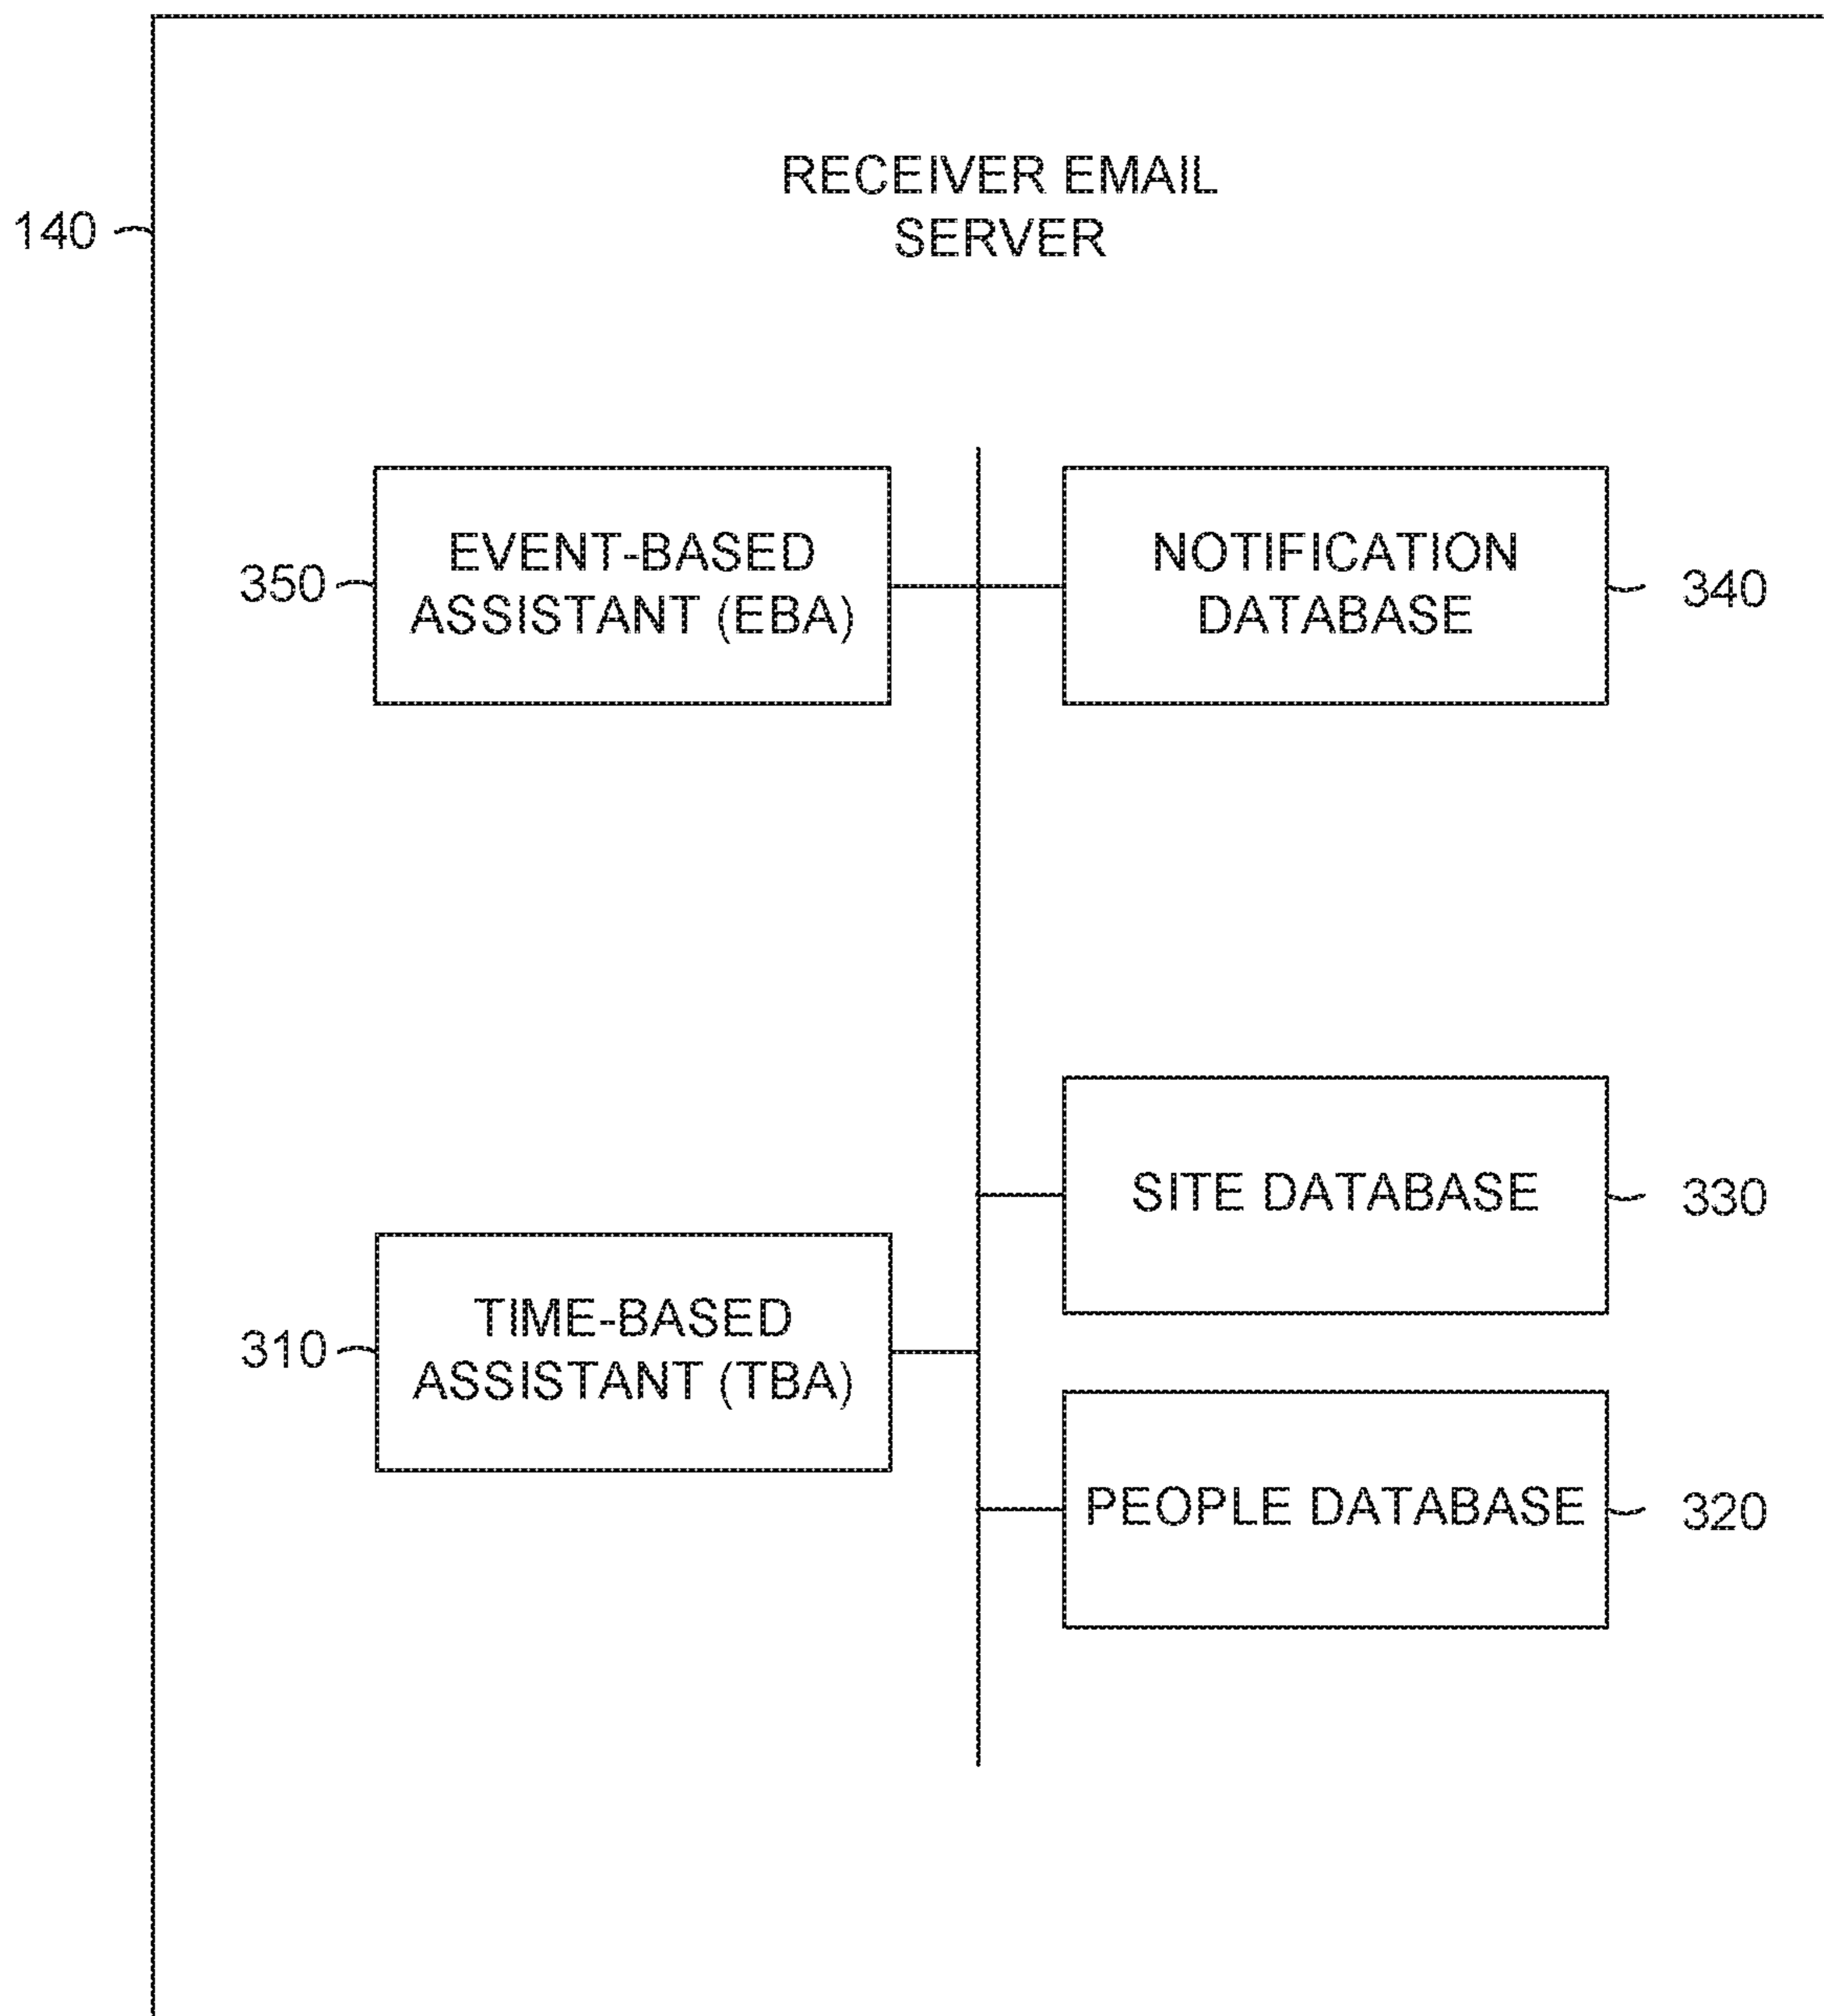 RECEIVER EMAIL
SERVER
140
EVENT-BASED
ASSISTANT (EBA)
350
NOTIFICATION
DATABASE
340
SITE DATABASE
330
TIME-BASED
ASSISTANT (TBA)
310
PEOPLE DATABASE
320